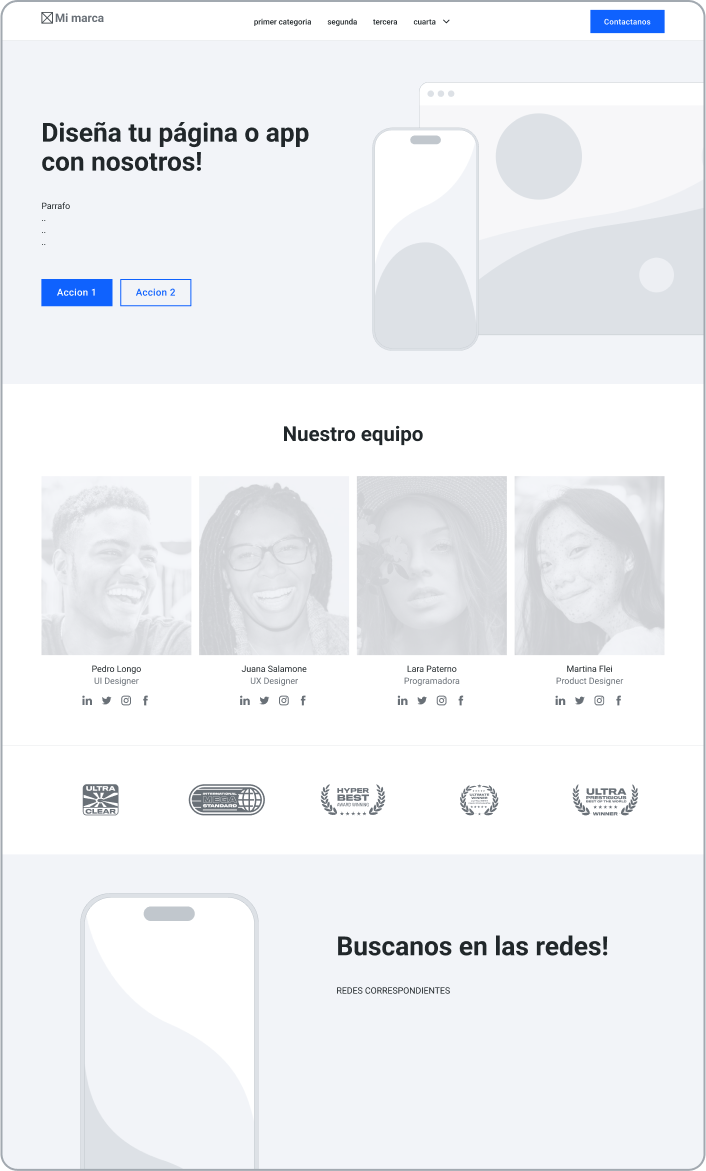 Mi marca
primer categoria segunda tercera cuarta
Contactanos
Diseña tu página o app
con nosotros!
Parrafo
..
..
..
Accion 1 Accion 2
Nuestro equipo
Pedro Longo
UI Designer
Juana Salamone
UX Designer
Lara Paterno
Programadora
Martina Flei
Product Designer
ULTRA
CLEAR
INTERNATIONAL
MEGA
STANDARD
HYPER
BEST
AWARD WINNING
ULTIMATE
WINNER
ULTRA
PRESTIGIOUS
BEST OF THE WORLD
WINNER
Buscanos en las redes!
REDES CORRESPONDIENTES